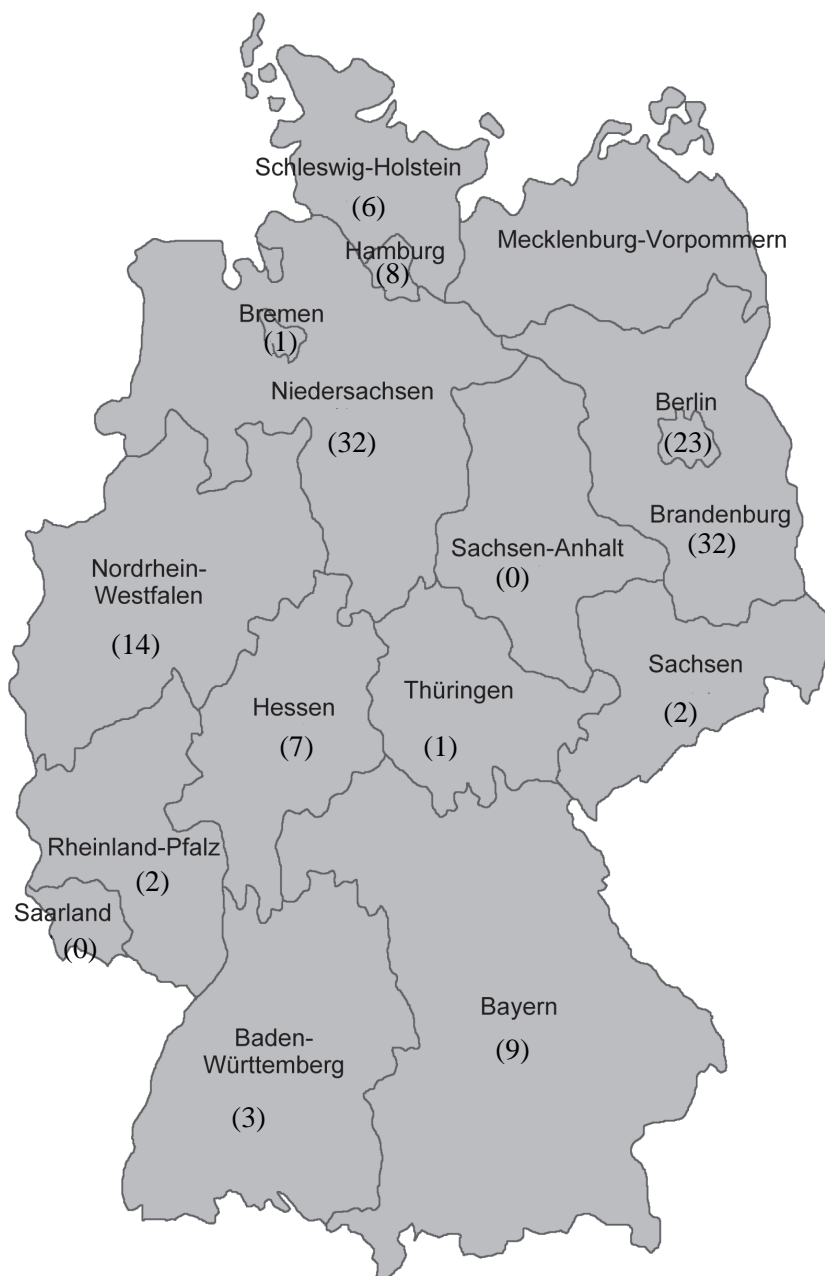 Schleswig-Holstein
(6)
Mecklenburg-Vorpommern
Hamburg
(8)
Bremen
(1)
Niedersachsen
(32)
Berlin
(23)
Brandenburg
(32)
Sachsen-Anhalt
(0)
Nordrhein-
Westfalen
(14)
Sachsen
(2)
Thüringen
(1)
Hessen
(7)
Rheinland-Pfalz
(2)
Saarland
(0)
Bayern
(9)
Baden-
Württemberg
(3)